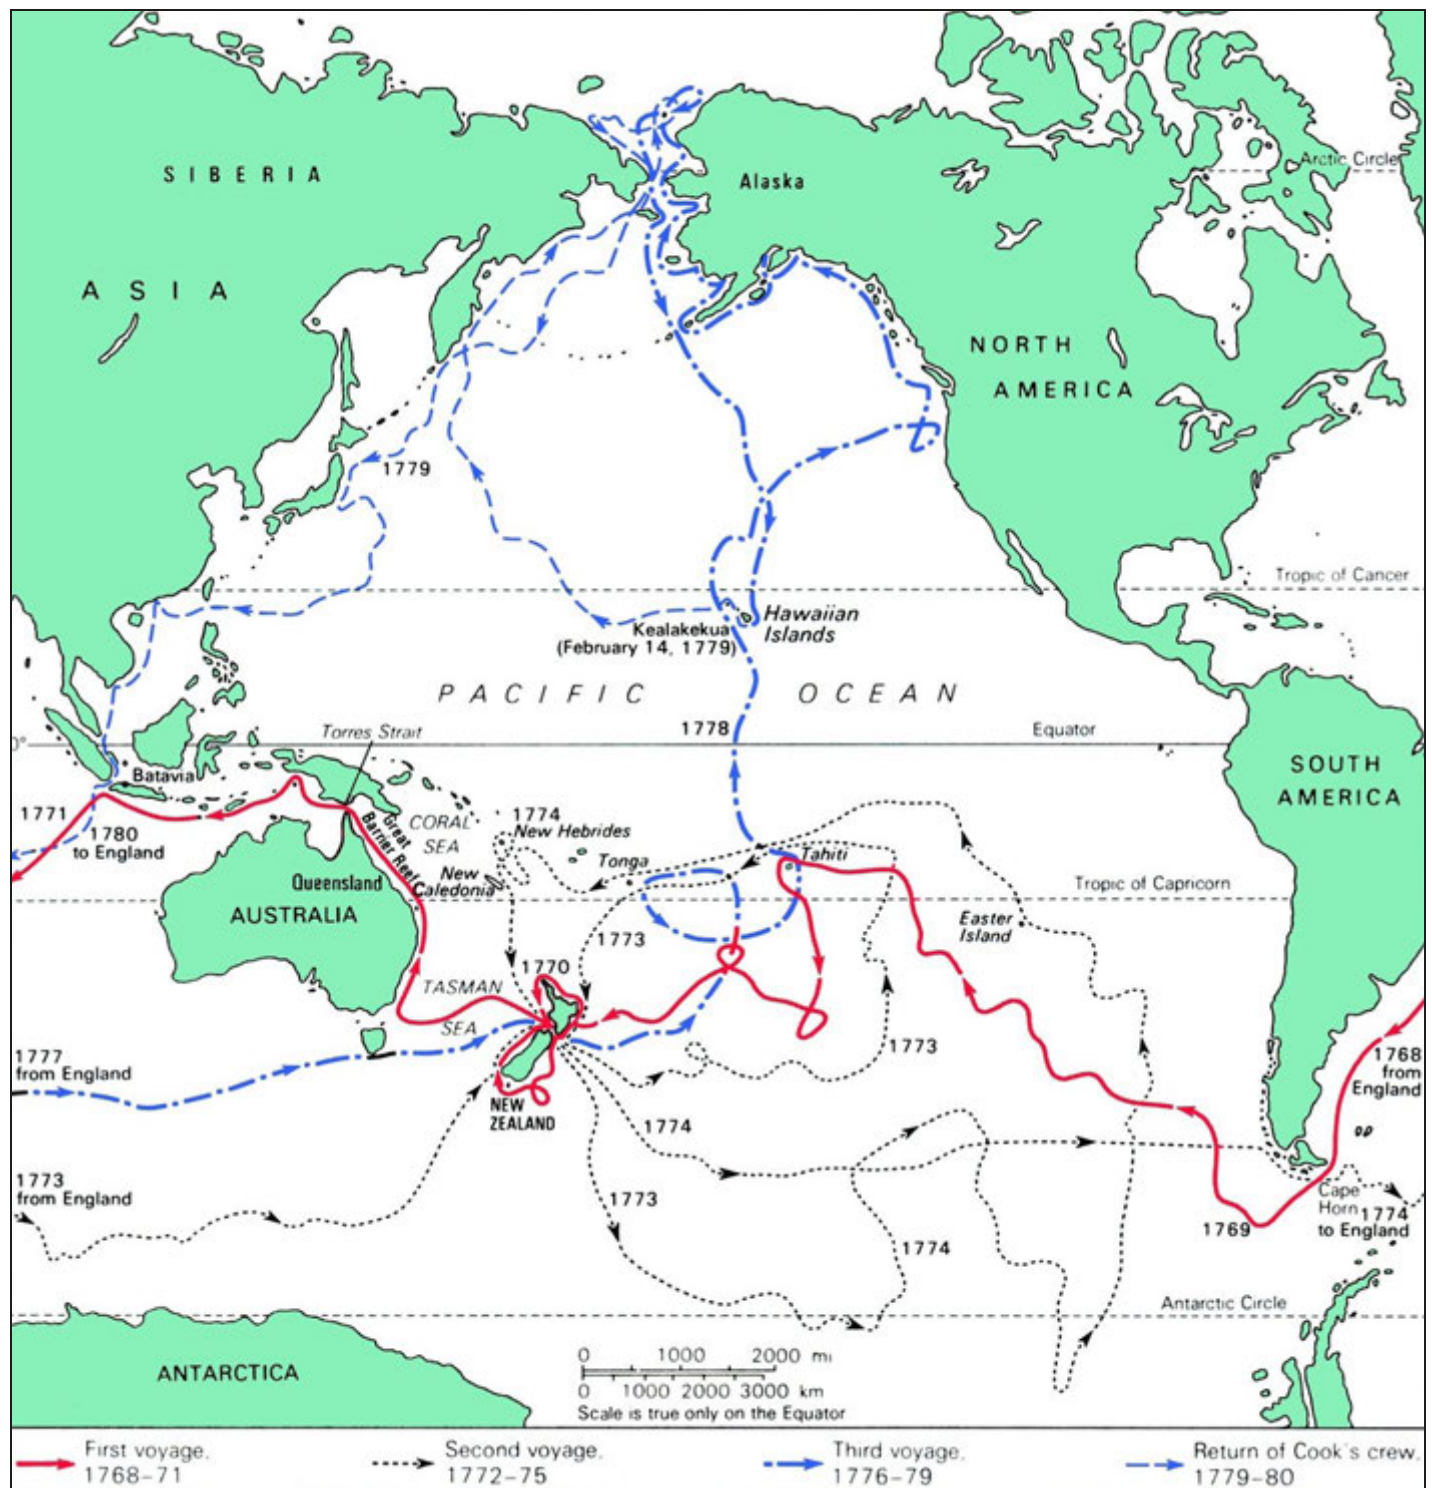 Arctic Circle
SIBERIA
Alaska
ASIA
NORTH
AMERICA
1779
Tropic of Cancer
Hawaiian
Islands
Kealakekua
(February 14, 1779)
PACIFIC OCEAN
1778
Equator
Torres Strait
0°
SOUTH
AMERICA
Batavia
1771
1780
to England
Great
Barrier Reef
CORAL
SEA
1774
New Hebrides
Tonga
Tahiti
New
Caledonia
Queensland
AUSTRALIA
Tropic of Capricorn
Easter
Island
1773
1770
TASMAN
SEA
1773
1777
from England
1768
from
England
NEW
ZEALAND
1774
1773
from England
1773
Cape
Horn
1774
to England
1769
1774
Antarctic Circle
ANTARCTICA
0 1000 2000 mi
0 1000 2000 3000 km
Scale is true only on the Equator
First voyage,
1768–71
Second voyage,
1772–75
Third voyage,
1776–79
Return of Cook's crew,
1779–80